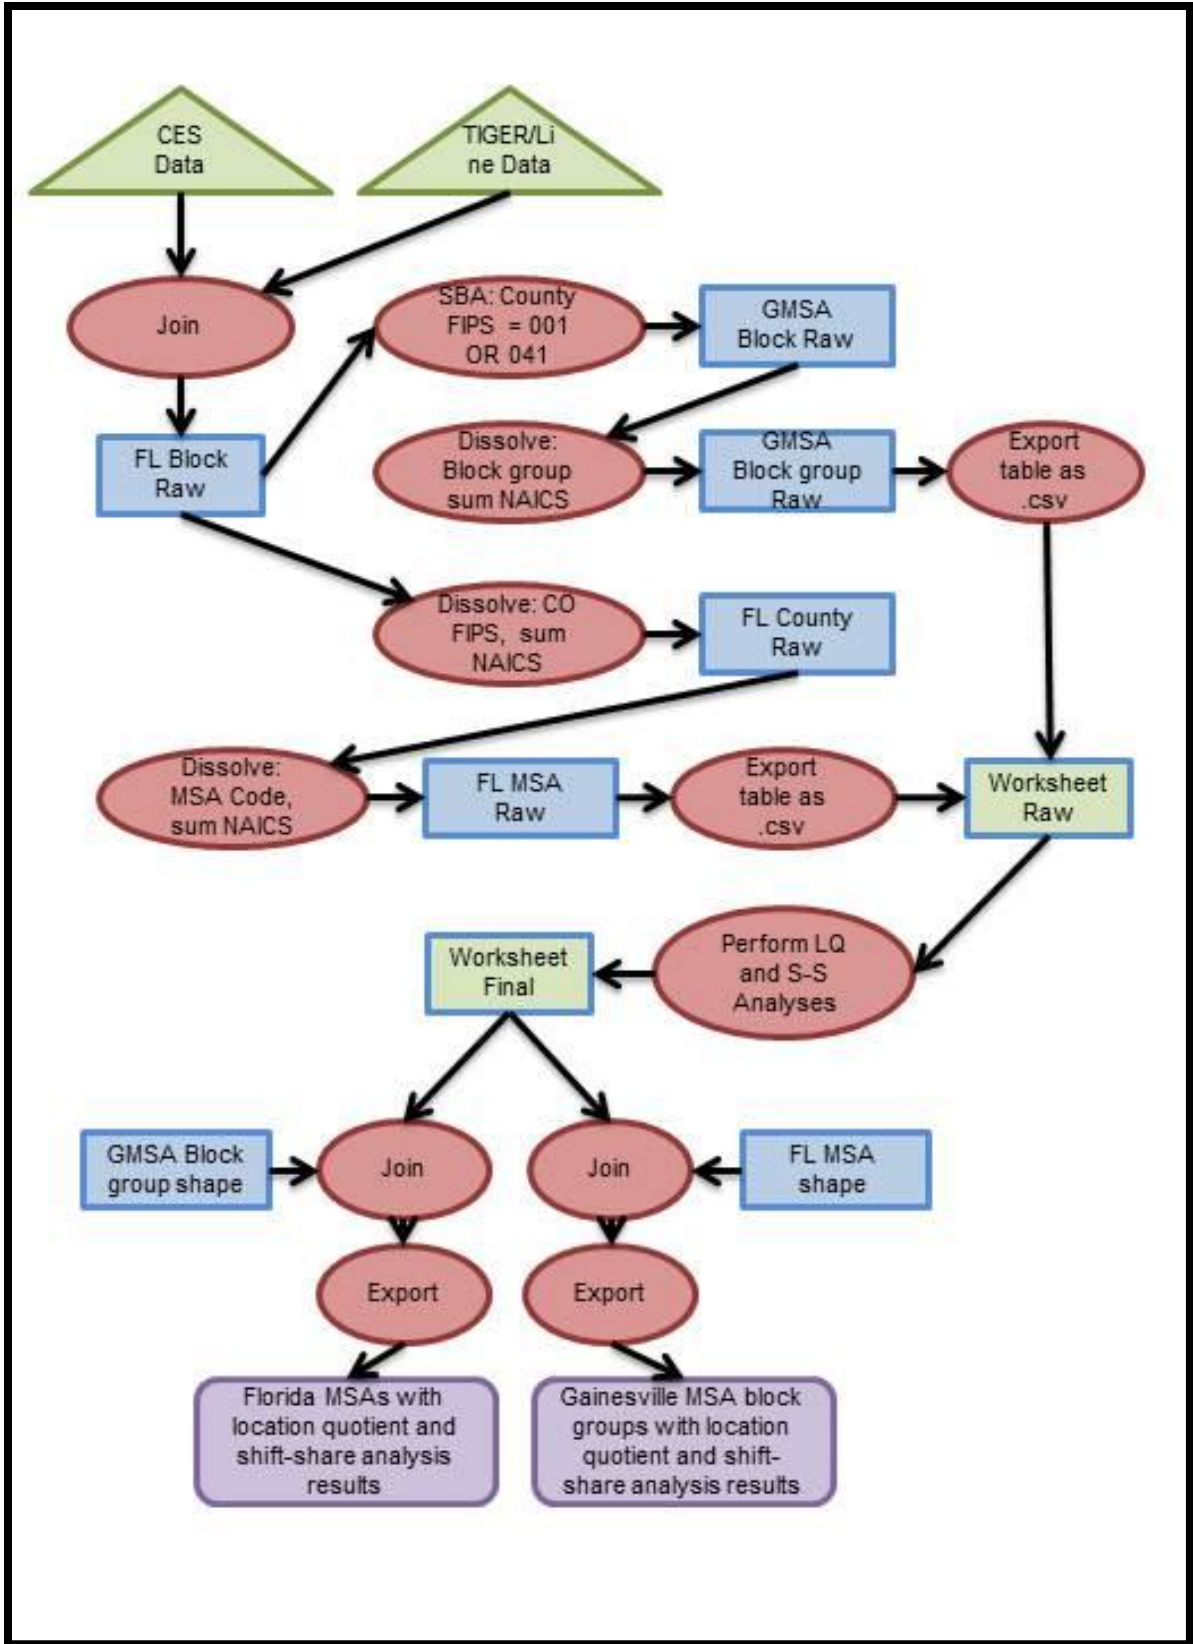 CES
Data
TIGER/Li
ne Data
Join
SBA: County
FIPS = 001
OR 041
GMSA
Block Raw
FL Block
Raw
Dissolve:
Block group
sum NAICS
GMSA
Block group
Raw
Export
table as
.csv
Dissolve: CO
FIPS, sum
NAICS
FL County
Raw
Dissolve:
MSA Code,
sum NAICS
FL MSA
Raw
Export
table as
.csv
Worksheet
Raw
Worksheet
Final
Perform LQ
and S-S
Analyses
GMSA Block
group shape
Join
Join
FL MSA
shape
Export
Export
Florida MSAs with
location quotient and
shift-share analysis
results
Gainesville MSA block
groups with location
quotient and shift-
share analysis results